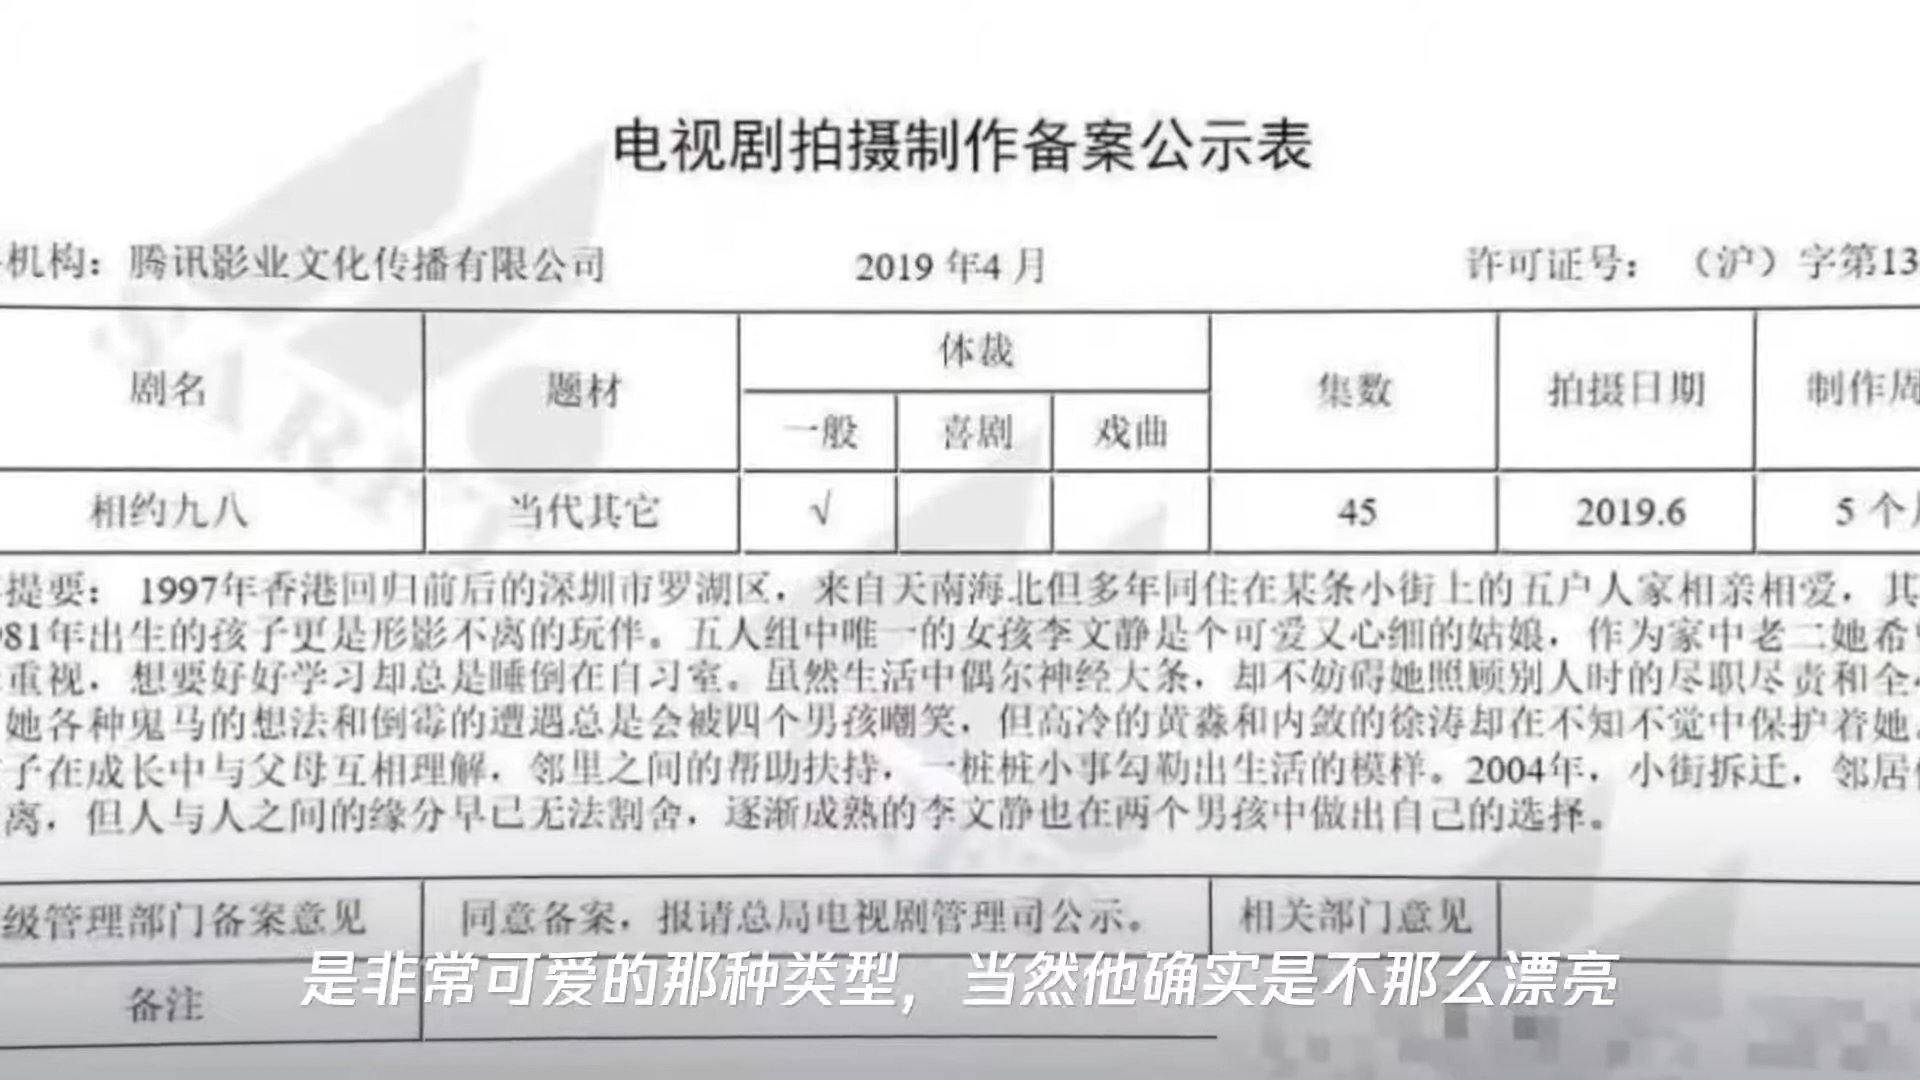 电视剧拍摄制作备案公示表
机构：腾讯影业文化传播有限公司 2019年4月 许可证号：（沪）字第13
剧名 题材 体裁 集数 拍摄日期 制作周
一般 喜剧 戏曲
相约九八 当代其它 √ 45 2019.6 5个
提要：1997年香港回归前后的深圳市罗湖区，来自天南海北但多年同住在某条小街上的五户人家相亲相爱，其
81年出生的孩子更是形影不离的玩伴。五人组中唯一的女孩李文静是个可爱又心细的姑娘，作为家中老二她希
重视，想要好好学习却总是睡倒在自习室。虽然生活中偶尔神经大条，却不妨碍她照顾别人时的尽职尽责和全
她各种鬼马的想法和倒霉的遭遇总是会被四个男孩嘲笑，但高冷的黄淼和内敛的徐涛却在不知不觉中保护着她。
子在成长中与父母互相理解，邻里之间的帮助扶持，一桩桩小事勾勒出生活的模样。2004年，小街拆迁，邻居
离，但人与人之间的缘分早已无法割舍，逐渐成熟的李文静也在两个男孩中做出自己的选择。
级管理部门备案意见 同意备案，报请总局电视剧管理司公示。 相关部门意见
是非常可爱的那种类型，当然他确实是不那么漂亮
备注